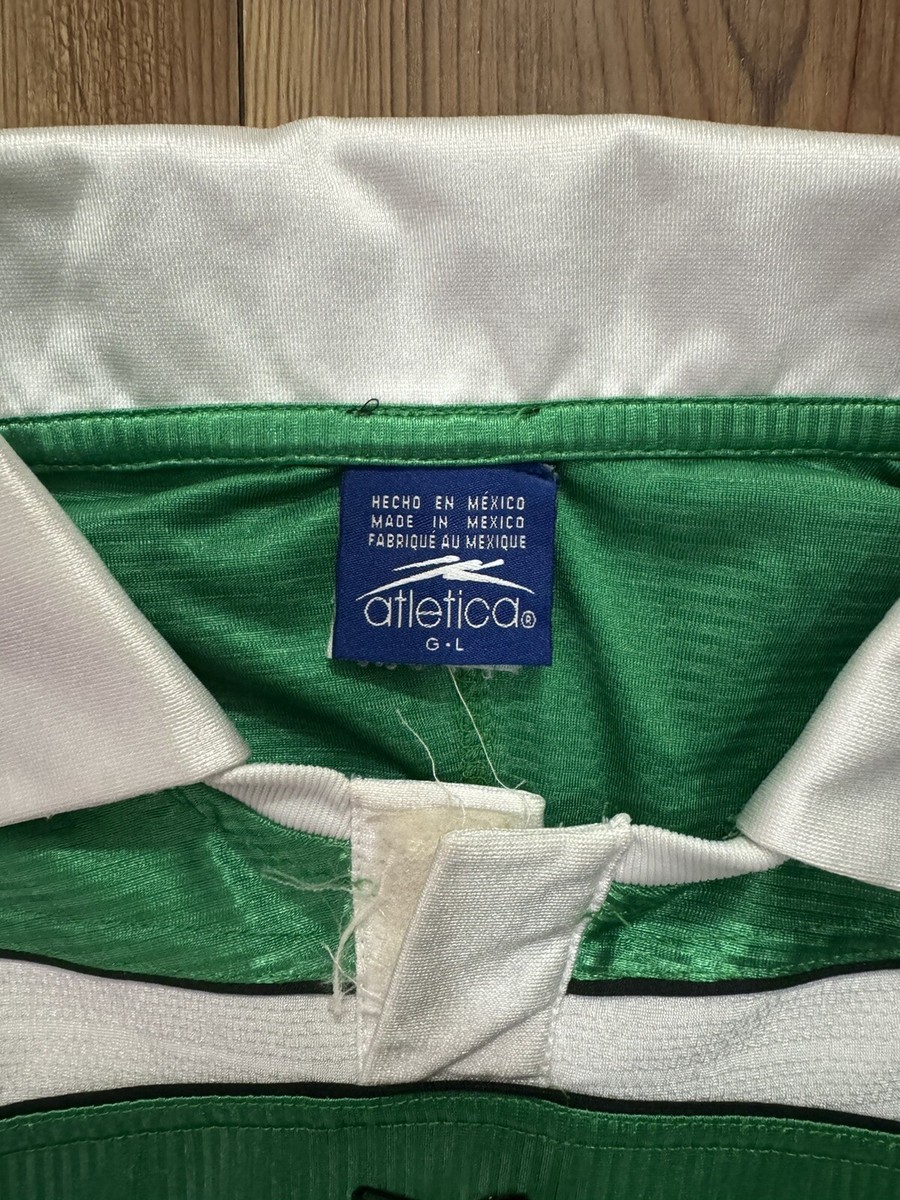 HECHO EN MÉXICO
MADE IN MEXICO
FABRIQUÉ AU MEXIQUE
atletica®
G·L